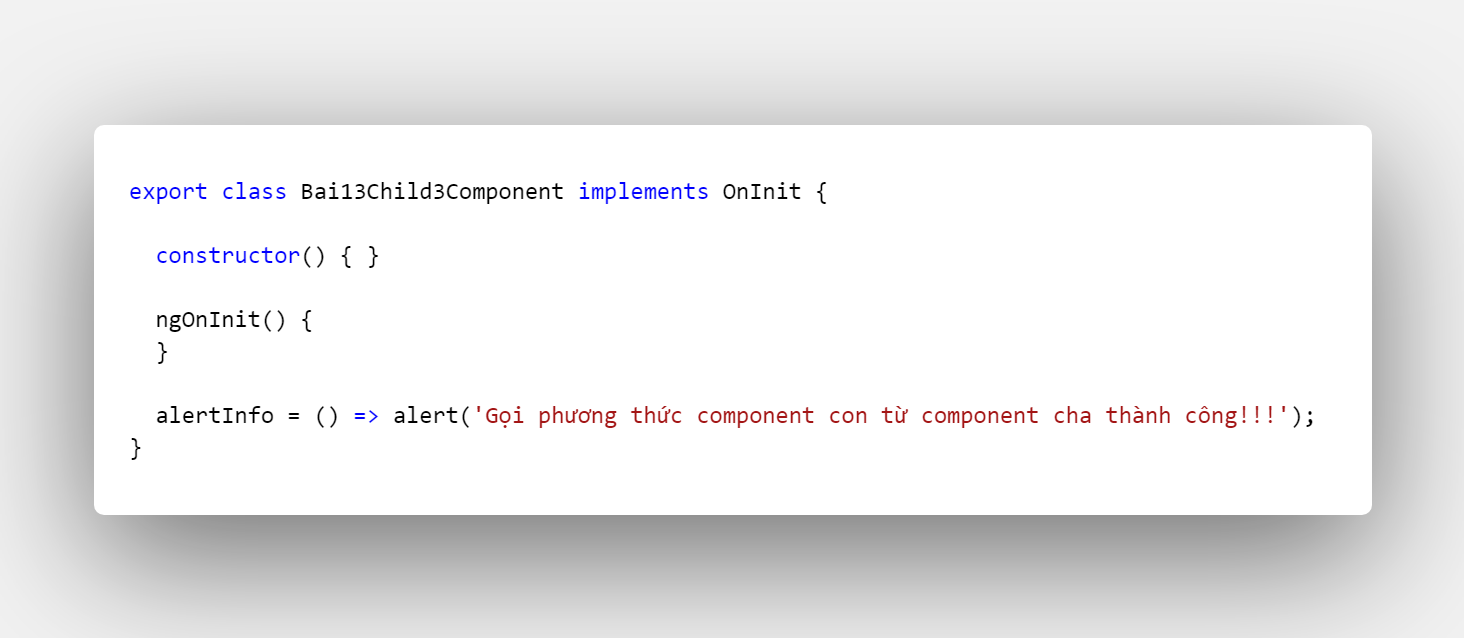 export class Bai13Child3Component implements OnInit {
  constructor() { }
  ngOnInit() {
  }
  alertInfo = () => alert('Gọi phương thức component con từ component cha thành công!!!');
}